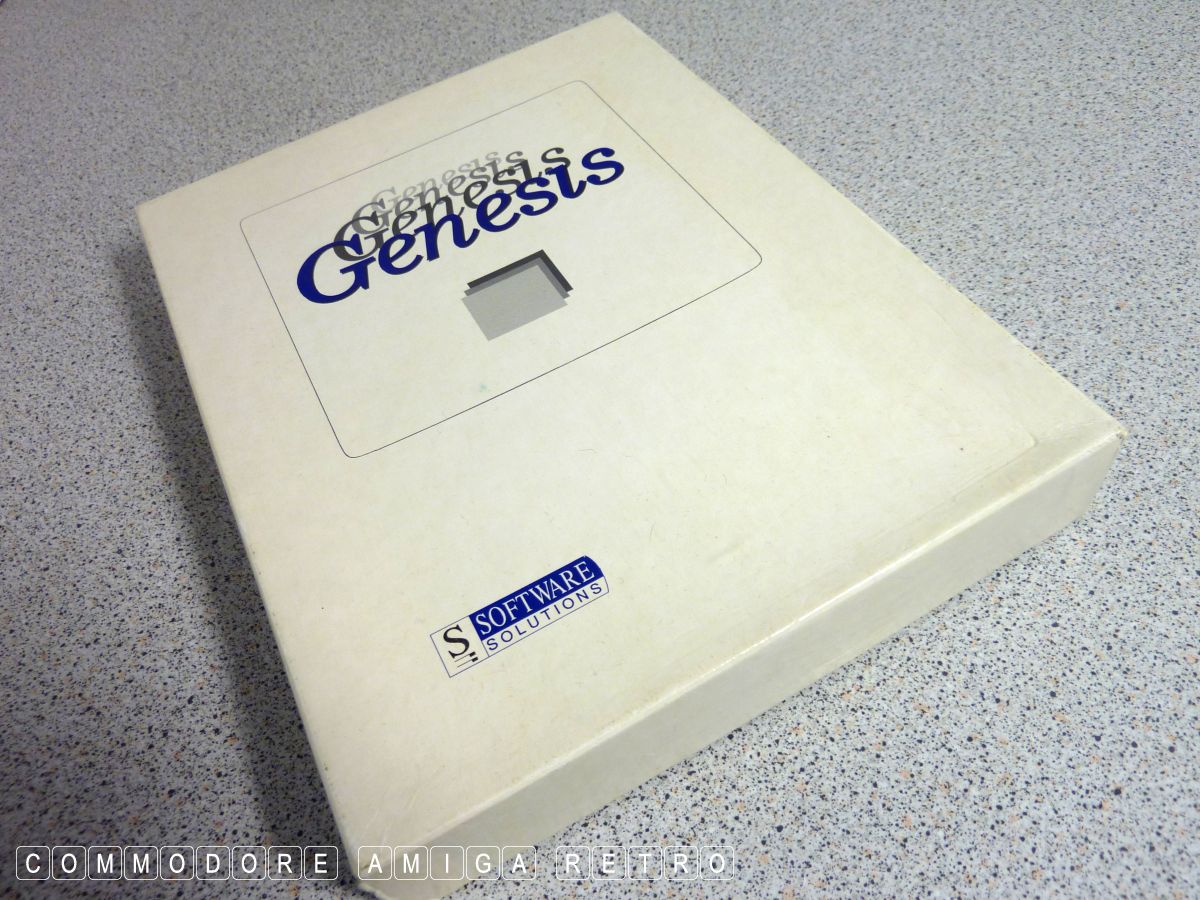 Genesis
Genesis
Genesis
S SOFTWARE
SOLUTIONS
COMMODORE AMIGA RETRO